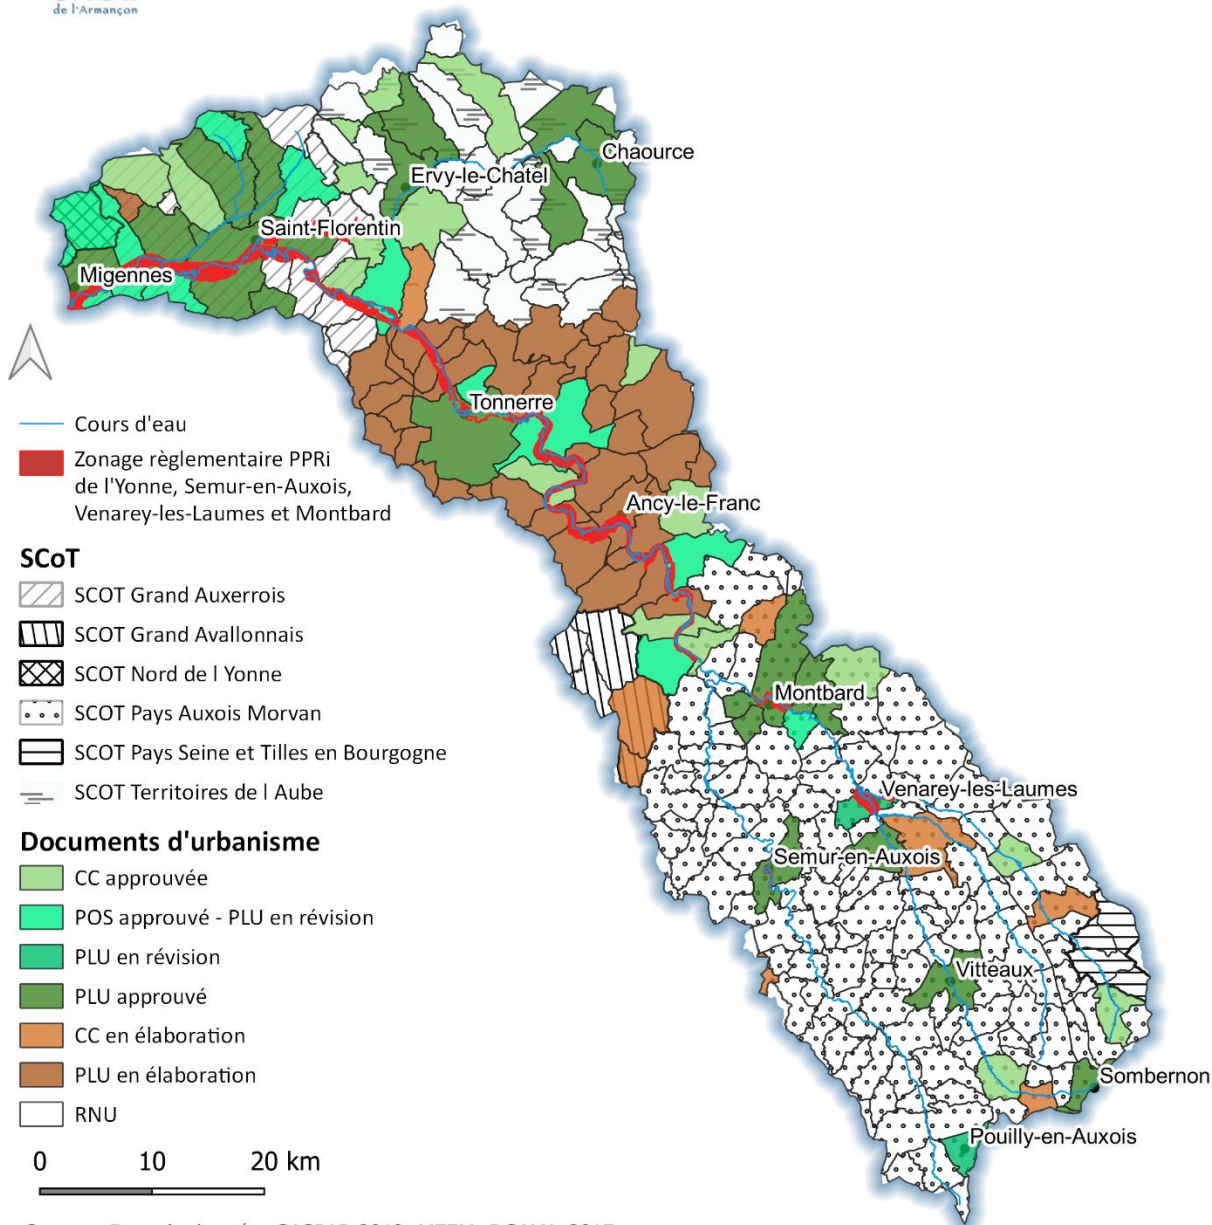 de l'Armançon
Chaource
Ervy-le-Chatel
Saint-Florentin
Migennes
Tonnerre
Ancy-le-Franc
Montbard
Venarey-les-Laumes
Semur-en-Auxois
Vitteaux
Sombernon
Pouilly-en-Auxois
Cours d'eau
Zonage règlementaire PPRi
de l'Yonne, Semur-en-Auxois,
Venarey-les-Laumes et Montbard
SCoT
SCOT Grand Auxerrois
SCOT Grand Avallonnais
SCOT Nord de l Yonne
SCOT Pays Auxois Morvan
SCOT Pays Seine et Tilles en Bourgogne
SCOT Territoires de l Aube
Documents d'urbanisme
CC approuvée
POS approuvé - PLU en révision
PLU en révision
PLU approuvé
CC en élaboration
PLU en élaboration
RNU
0 10 20 km